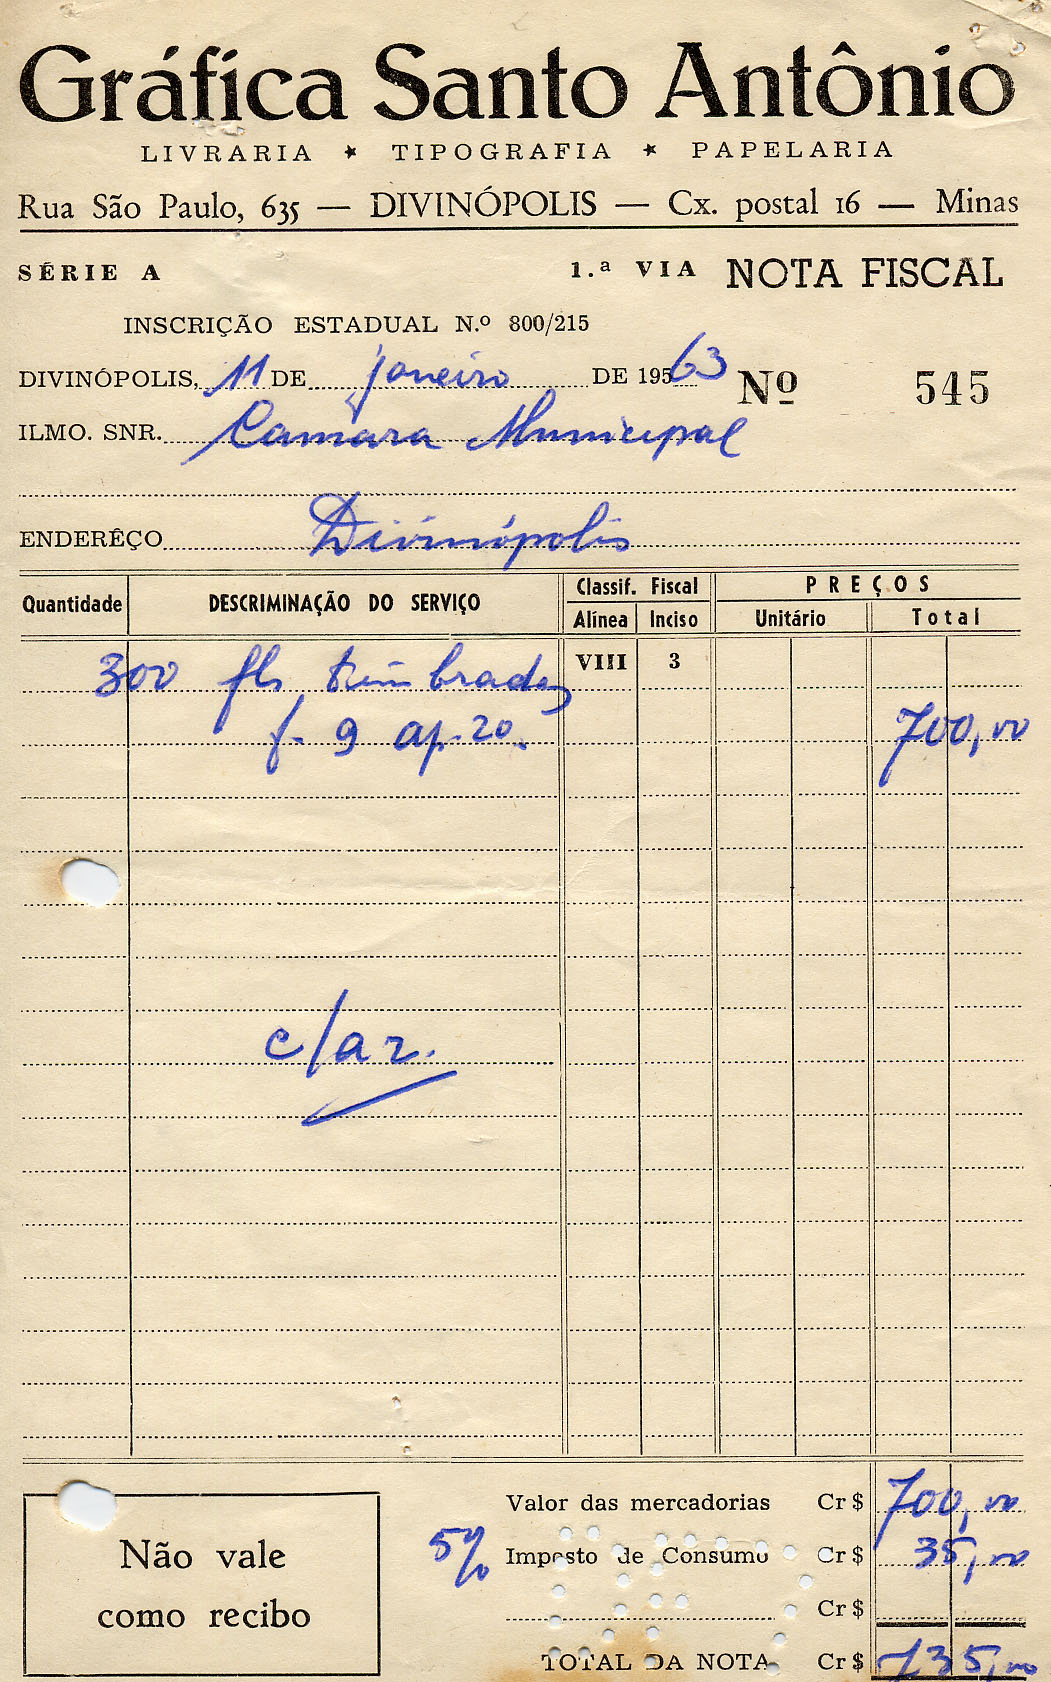 Gráfica Santo Antônio
LIVRARIA ★ TIPOGRAFIA ★ PAPELARIA
Rua São Paulo, 635 — DIVINÓPOLIS — Cx. postal 16 — Minas
SÉRIE A 1.ª VIA NOTA FISCAL
INSCRIÇÃO ESTADUAL N.º 800/215
DIVINÓPOLIS, 11 DE janeiro DE 195 63 Nº 545
ILMO. SNR. Camara Municipal
ENDERÊÇO Divinópolis
Quantidade DESCRIMINAÇÃO DO SERVIÇO Classif. Fiscal PREÇOS
Alínea Inciso Unitário Total
300 fls timbradas VIII 3
f- 9 ap. 20. 700,00
c/a
Valor das mercadorias Cr$ 700,00
5% Imposto de Consumo Cr$ 35,00
Cr$
TOTAL DA NOTA Cr$ 735,00
Não vale
como recibo